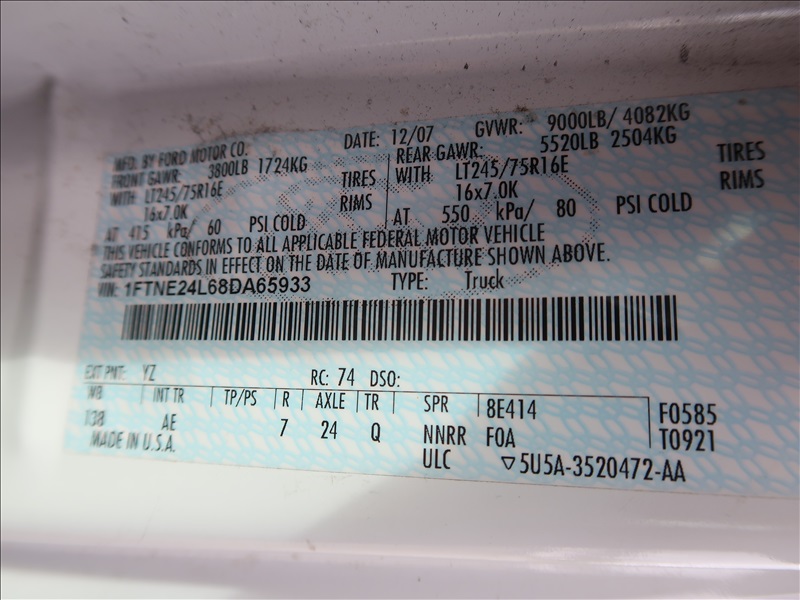 MFD. BY FORD MOTOR CO. DATE: 12/07 GVWR: 9000LB/ 4082KG
FRONT GAWR: 3800LB 1724KG REAR GAWR: 5520LB 2504KG
WITH LT245/75R16E TIRES WITH LT245/75R16E TIRES
16x7.0K RIMS 16x7.0K RIMS
AT 415 kPa/ 60 PSI COLD AT 550 kPa/ 80 PSI COLD
THIS VEHICLE CONFORMS TO ALL APPLICABLE FEDERAL MOTOR VEHICLE
SAFETY STANDARDS IN EFFECT ON THE DATE OF MANUFACTURE SHOWN ABOVE.
VIN: 1FTNE24L68DA65933 TYPE: Truck
EXT PNT: YZ RC: 74 DSO:
WB INT TR TP/PS R AXLE TR SPR 8E414 F0585
138 AE 7 24 Q NNRR F0A T0921
MADE IN U.S.A. ULC ▽5U5A-3520472-AA